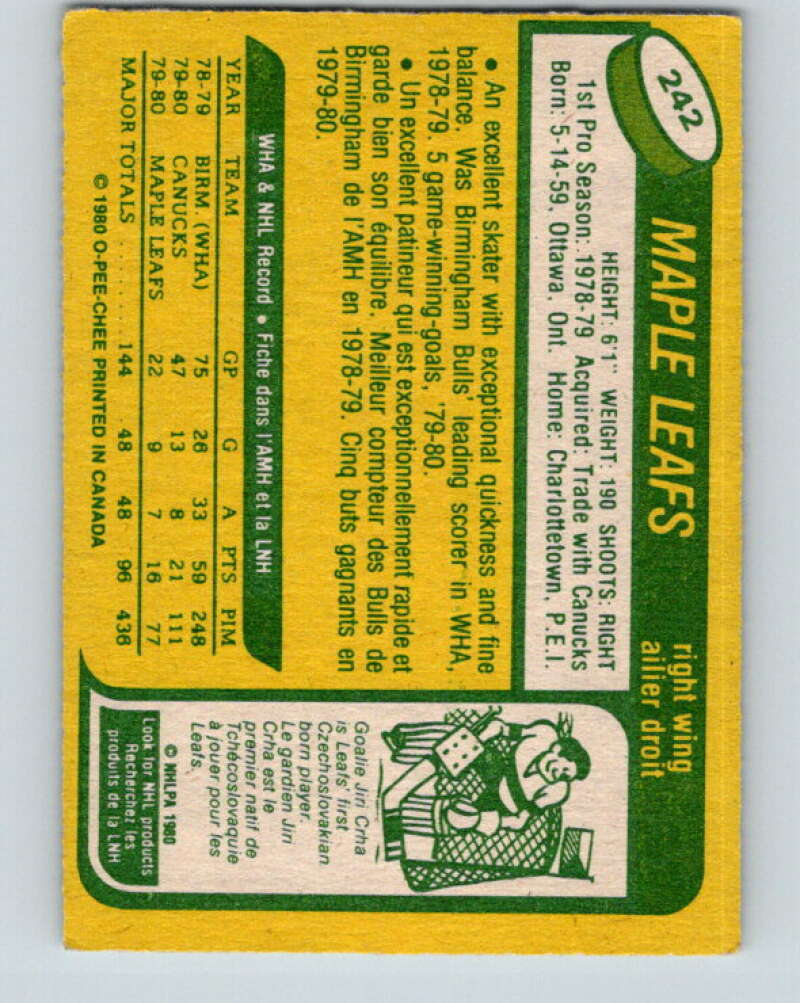 242
MAPLE LEAFS
right wing
ailier droit
HEIGHT: 6'1" WEIGHT: 190 SHOOTS: RIGHT
1st Pro Season: 1978-79 Acquired: Trade with Canucks
Born: 5-14-59, Ottawa, Ont. Home: Charlottetown, P.E.I.
• An excellent skater with exceptional quickness and fine
balance. Was Birmingham Bulls' leading scorer in WHA,
1978-79. 5 game-winning-goals, '79-80.
• Un excellent patineur qui est exceptionnellement rapide et
garde bien son équilibre. Meilleur compteur des Bulls de
Birmingham de l'AMH en 1978-79. Cinq buts gagnants en
1979-80.
WHA & NHL Record • Fiche dans l'AMH et la LNH
YEAR TEAM GP G A PTS PIM
78-79 BIRM. (WHA) 75 26 33 59 248
79-80 CANUCKS 47 13 8 21 111
79-80 MAPLE LEAFS 22 9 7 16 77
MAJOR TOTALS ........ 144 48 48 96 436
© 1980 O-PEE-CHEE PRINTED IN CANADA
Goalie Jiri Crha
is Leafs' first
Czechoslovakian
born player.
Le gardien Jiri
Crha est le
premier natif de
Tchécoslovaquie
à jouer pour les
Leafs.
© NHLPA 1980
Look for NHL products
Recherchez les
produits de la LNH